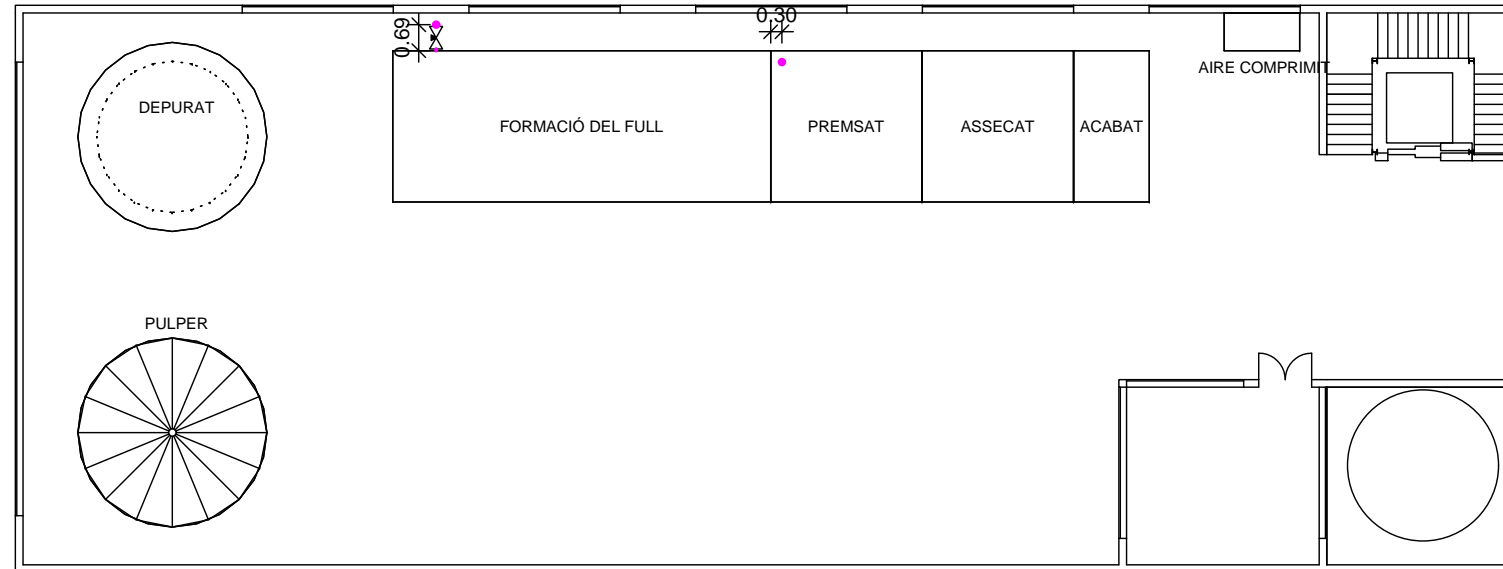 0.69
0.30
AIRE COMPRIMIT
DEPURAT
FORMACIÓ DEL FULL
PREMSAT
ASSECAT
ACABAT
PULPER